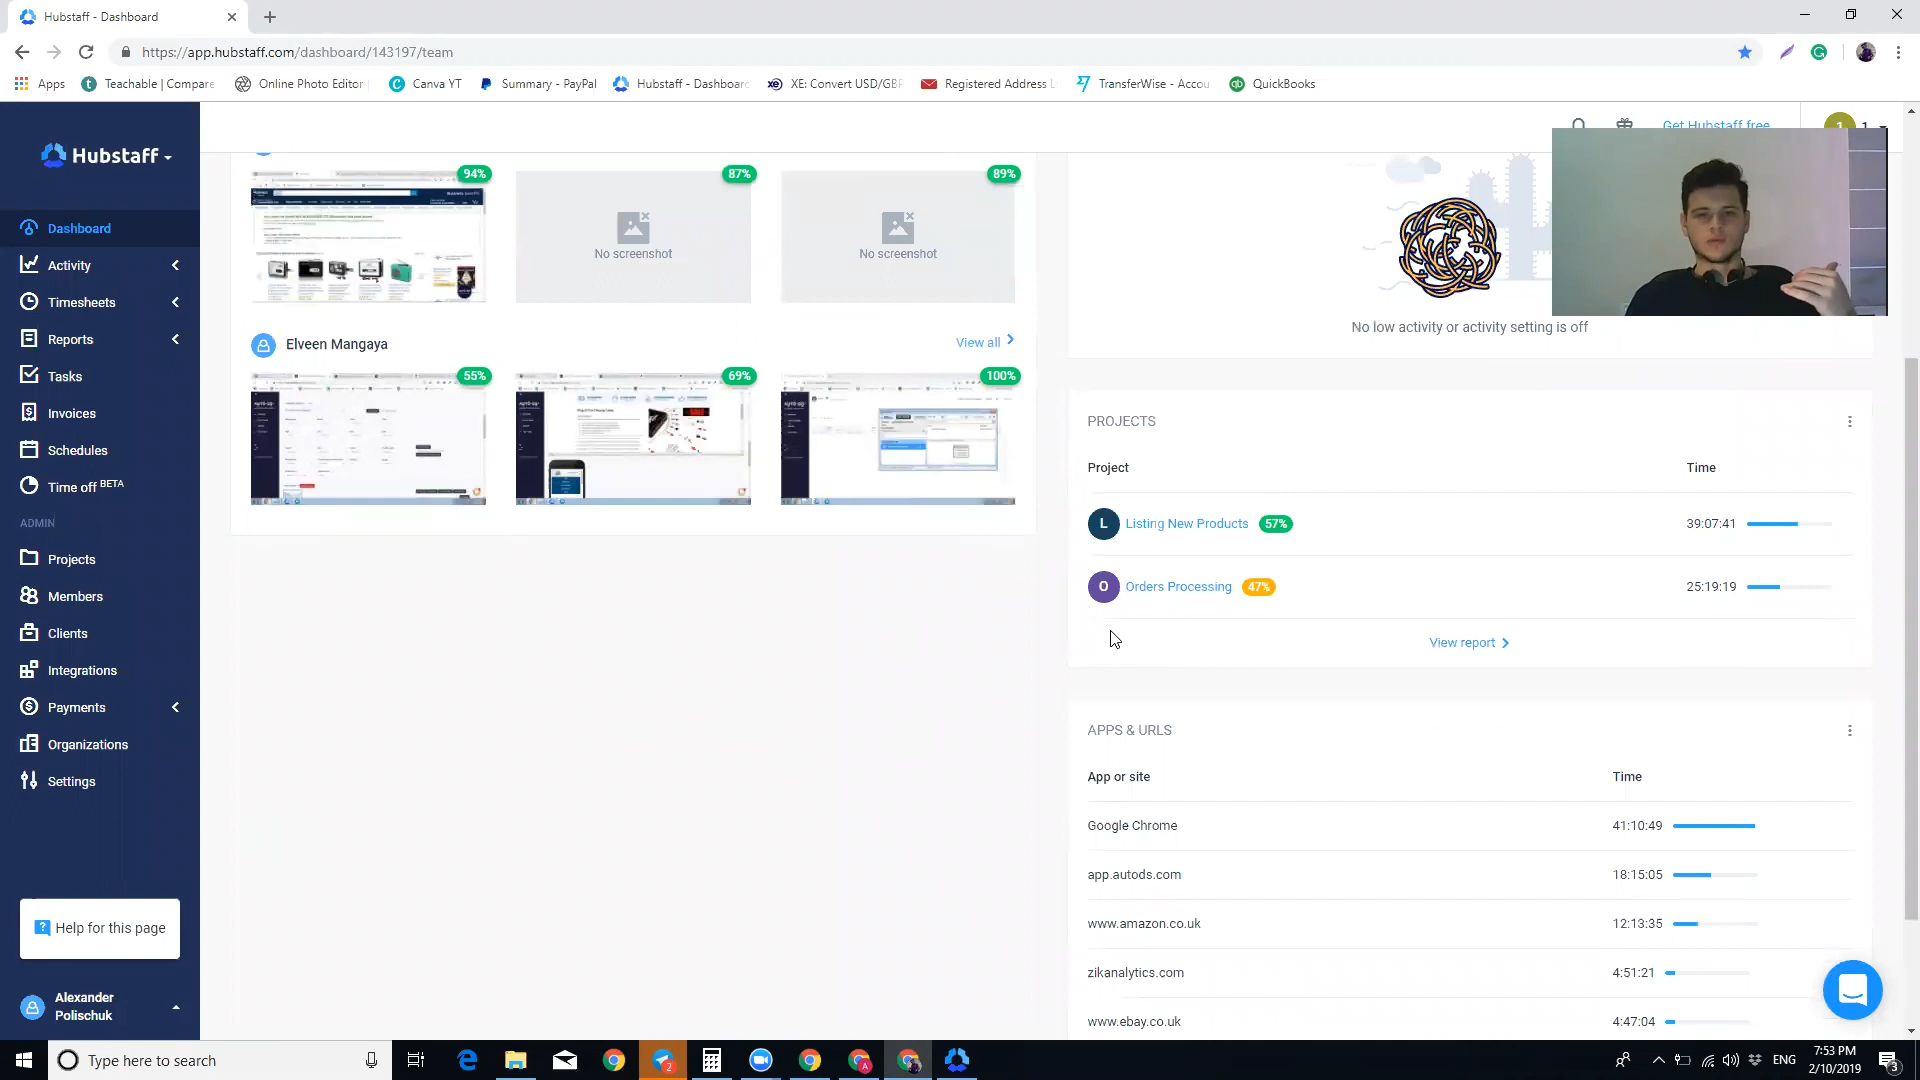 Hubstaff - Dashboard
https://app.hubstaff.com/dashboard/143197/team
Apps
Teachable | Compare
Online Photo Editor
Canva YT
Summary - PayPal
Hubstaff - Dashboard
XE: Convert USD/GBP
Registered Address
TransferWise - Accou
QuickBooks
Hubstaff
Get Hubstaff free
1
1
Dashboard
Activity
Timesheets
Reports
Tasks
Invoices
Schedules
Time off BETA
ADMIN
Projects
Members
Clients
Integrations
Payments
Organizations
Settings
Help for this page
Alexander
Polischuk
94%
87%
89%
No screenshot
No screenshot
Elveen Mangaya
View all
55%
69%
100%
No low activity or activity setting is off
PROJECTS
Project Time
L Listing New Products 57% 39:07:41
O Orders Processing 47% 25:19:19
View report
APPS & URLS
App or site Time
Google Chrome 41:10:49
app.autods.com 18:15:05
www.amazon.co.uk 12:13:35
zikanalytics.com 4:51:21
www.ebay.co.uk 4:47:04
Type here to search
2
A
ENG
7:53 PM
2/10/2019
3